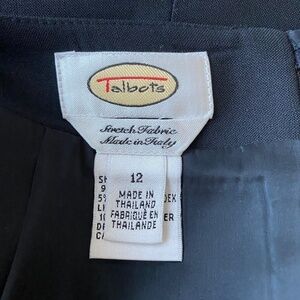 Talbots
Stretch Fabric
Made in Italy
12
MADE IN
THAILAND
FABRIQUÉ EN
THAILANDE